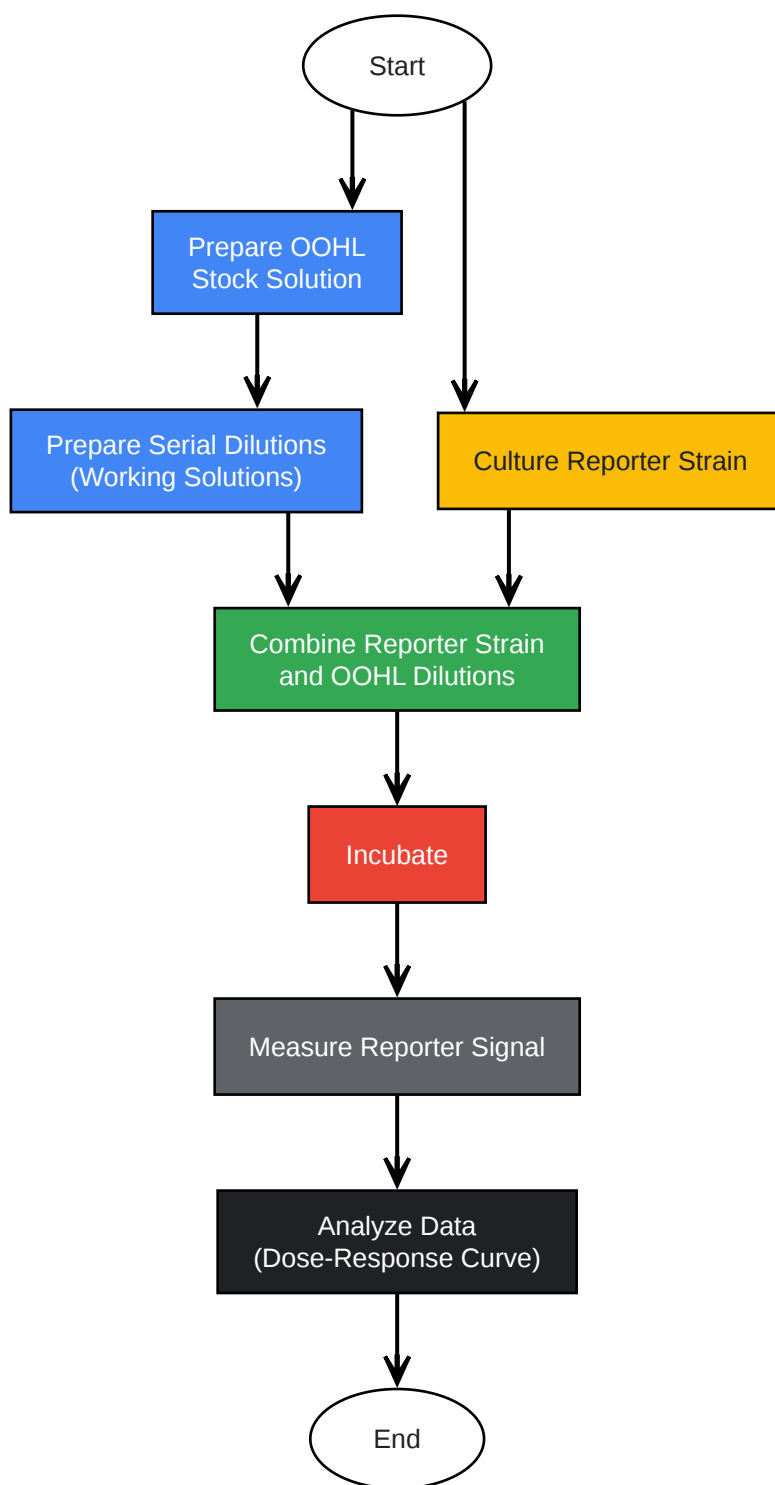 Start
Prepare OOHL
Stock Solution
Prepare Serial Dilutions
(Working Solutions)
Culture Reporter Strain
Combine Reporter Strain
and OOHL Dilutions
Incubate
Measure Reporter Signal
Analyze Data
(Dose-Response Curve)
End